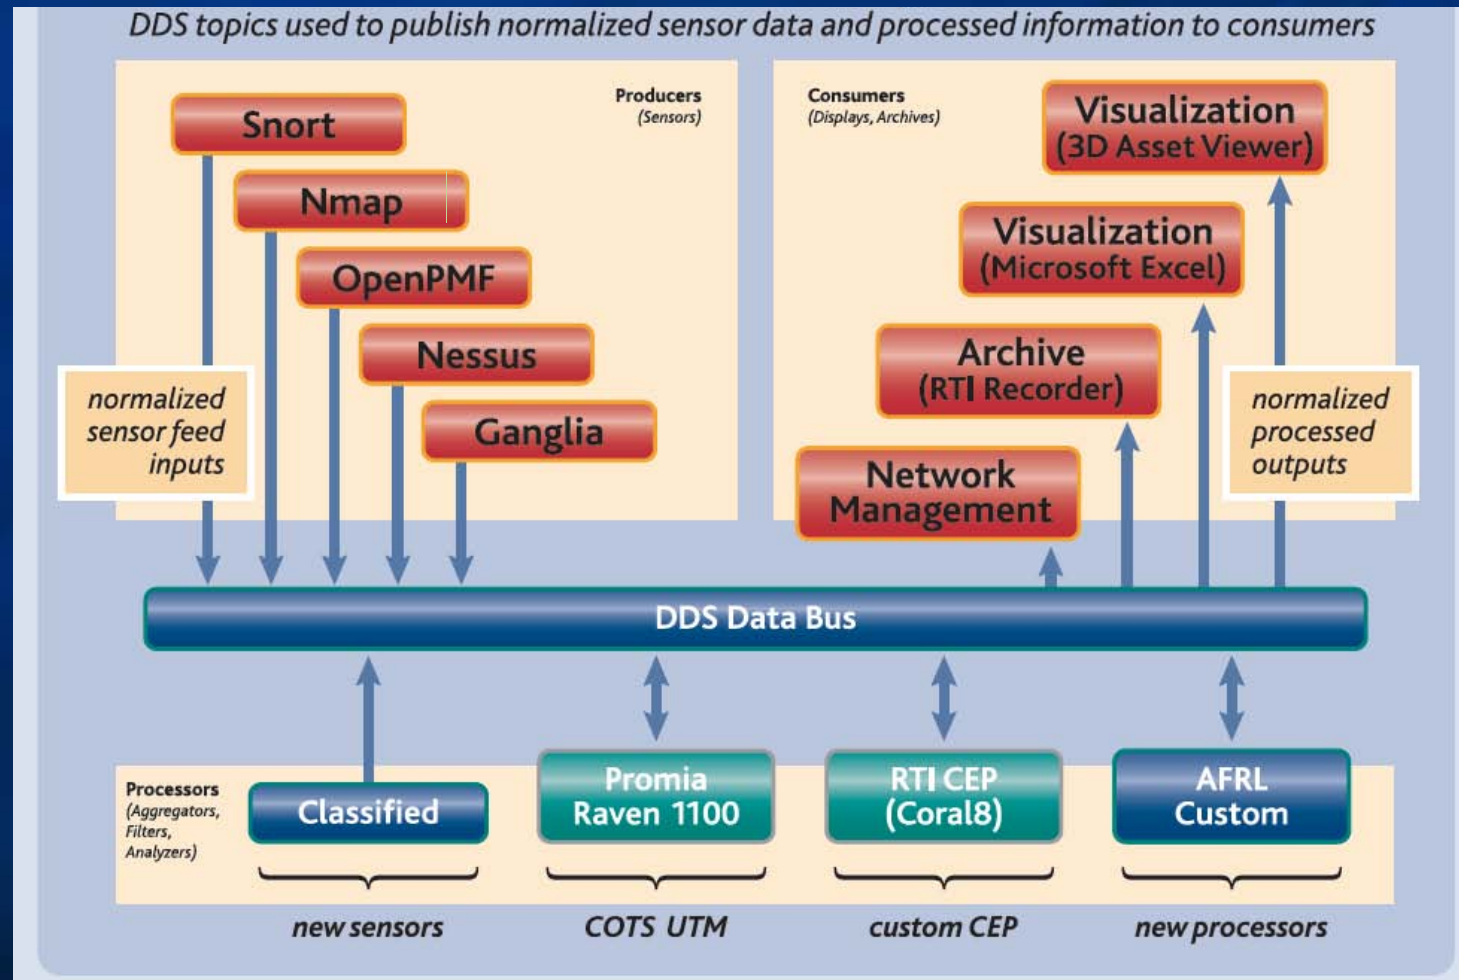 DDS topics used to publish normalized sensor data and processed information to consumers
Producers
(Sensors)
Snort
Nmap
OpenPMF
Nessus
Ganglia
normalized
sensor feed
inputs
Consumers
(Displays, Archives)
Visualization
(3D Asset Viewer)
Visualization
(Microsoft Excel)
Archive
(RTI Recorder)
Network
Management
normalized
processed
outputs
DDS Data Bus
Processors
(Aggregators,
Filters,
Analyzers)
Classified
Promia
Raven 1100
RTI CEP
(Coral8)
AFRL
Custom
new sensors
COTS UTM
custom CEP
new processors